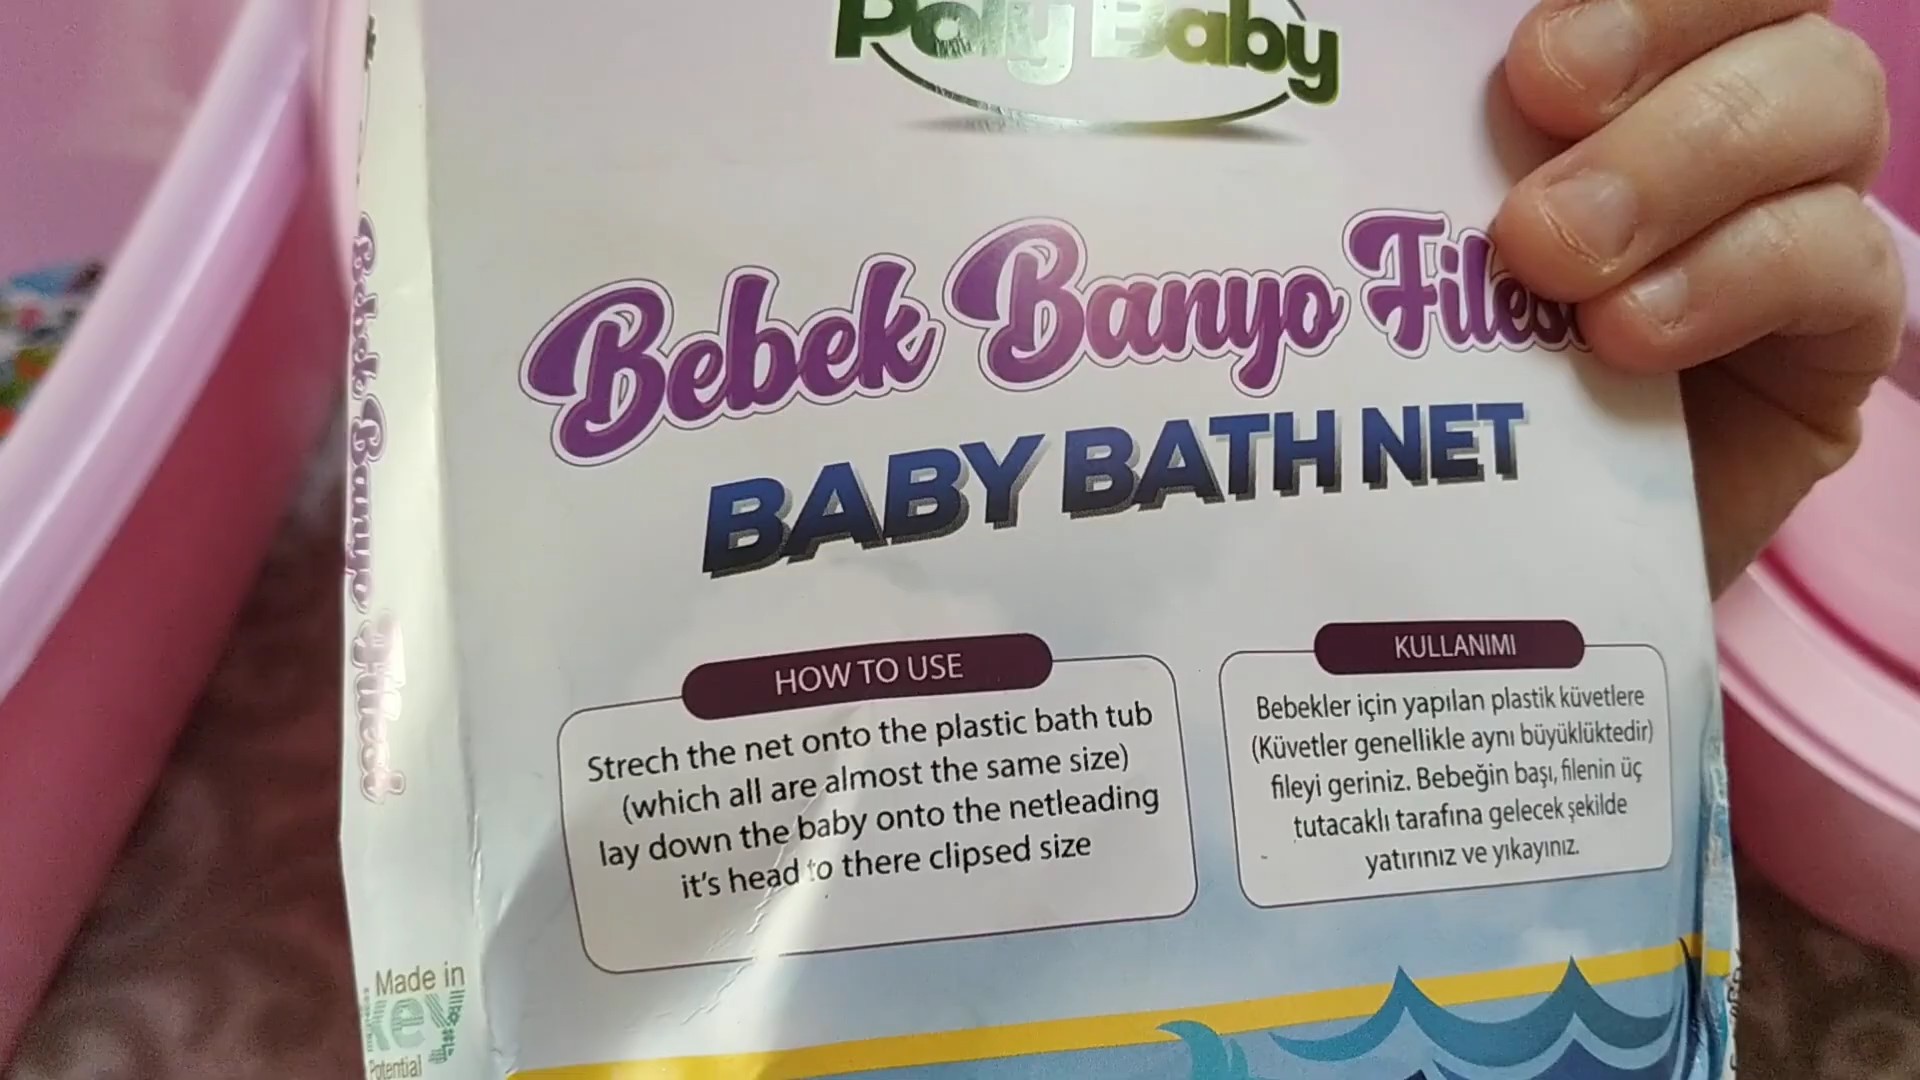 Poly Baby
Bebek Banyo Filesi
BABY BATH NET
HOW TO USE
Strech the net onto the plastic bath tub
(which all are almost the same size)
lay down the baby onto the netleading
it's head to there clipsed size
KULLANIMI
Bebekler için yapılan plastik küvetlere
(Küvetler genellikle aynı büyüklüktedir)
fileyi geriniz. Bebeğin başı, filenin üç
tutacaklı tarafına gelecek şekilde
yatırınız ve yıkayınız.
Bebek Banyo Filesi
Made in
Potential